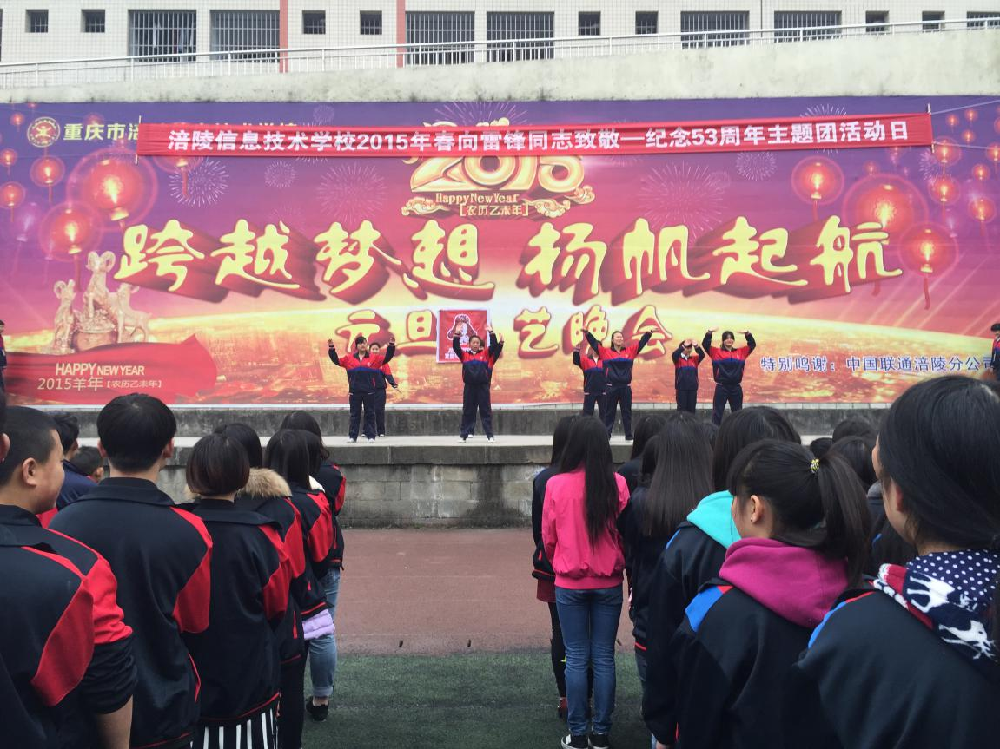 重庆市涪
涪陵信息技术学校2015年春向雷锋同志致敬—纪念53周年主题团活动日
2015
Happy New Year
[农历乙未年]
跨越梦想 扬帆起航
元旦 艺晚会
HAPPY NEW YEAR
2015羊年[农历乙未年]
特别鸣谢：中国联通涪陵分公司